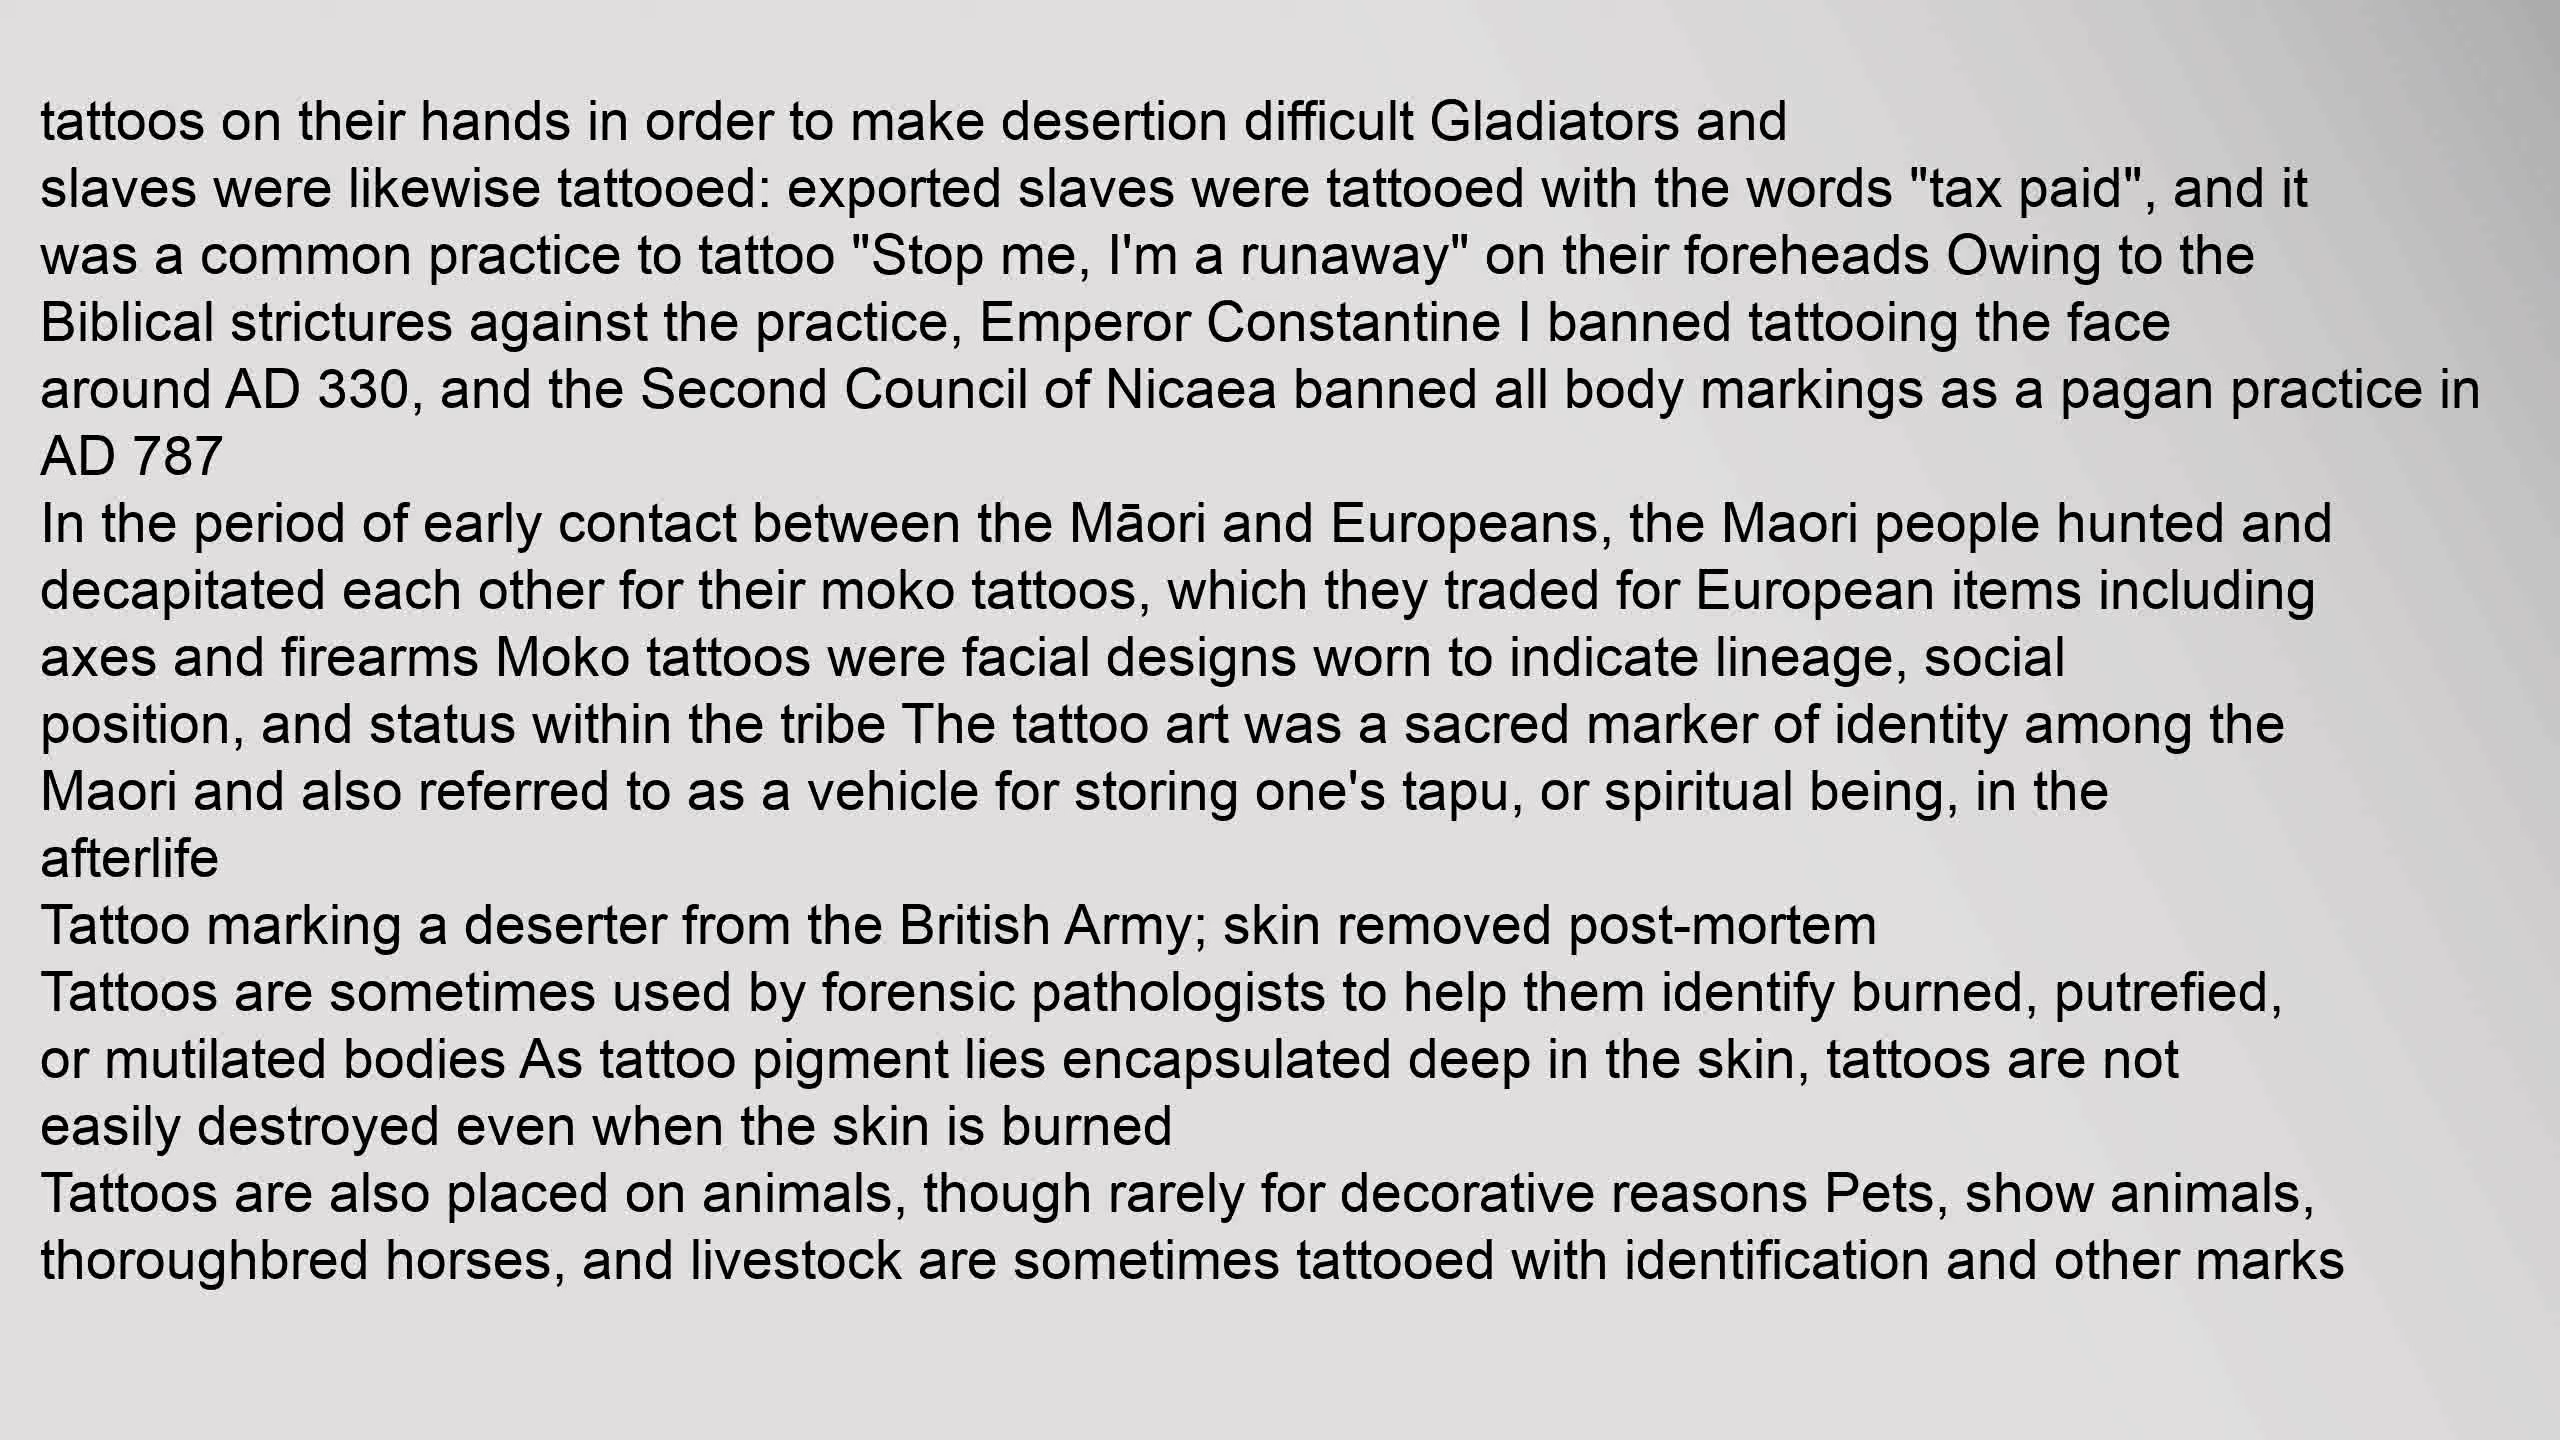 tattoos on their hands in order to make desertion difficult Gladiators and
slaves were likewise tattooed: exported slaves were tattooed with the words "tax paid", and it
was a common practice to tattoo "Stop me, I'm a runaway" on their foreheads Owing to the
Biblical strictures against the practice, Emperor Constantine I banned tattooing the face
around AD 330, and the Second Council of Nicaea banned all body markings as a pagan practice in
AD 787
In the period of early contact between the Māori and Europeans, the Maori people hunted and
decapitated each other for their moko tattoos, which they traded for European items including
axes and firearms Moko tattoos were facial designs worn to indicate lineage, social
position, and status within the tribe The tattoo art was a sacred marker of identity among the
Maori and also referred to as a vehicle for storing one's tapu, or spiritual being, in the
afterlife
Tattoo marking a deserter from the British Army; skin removed post-mortem
Tattoos are sometimes used by forensic pathologists to help them identify burned, putrefied,
or mutilated bodies As tattoo pigment lies encapsulated deep in the skin, tattoos are not
easily destroyed even when the skin is burned
Tattoos are also placed on animals, though rarely for decorative reasons Pets, show animals,
thoroughbred horses, and livestock are sometimes tattooed with identification and other marks